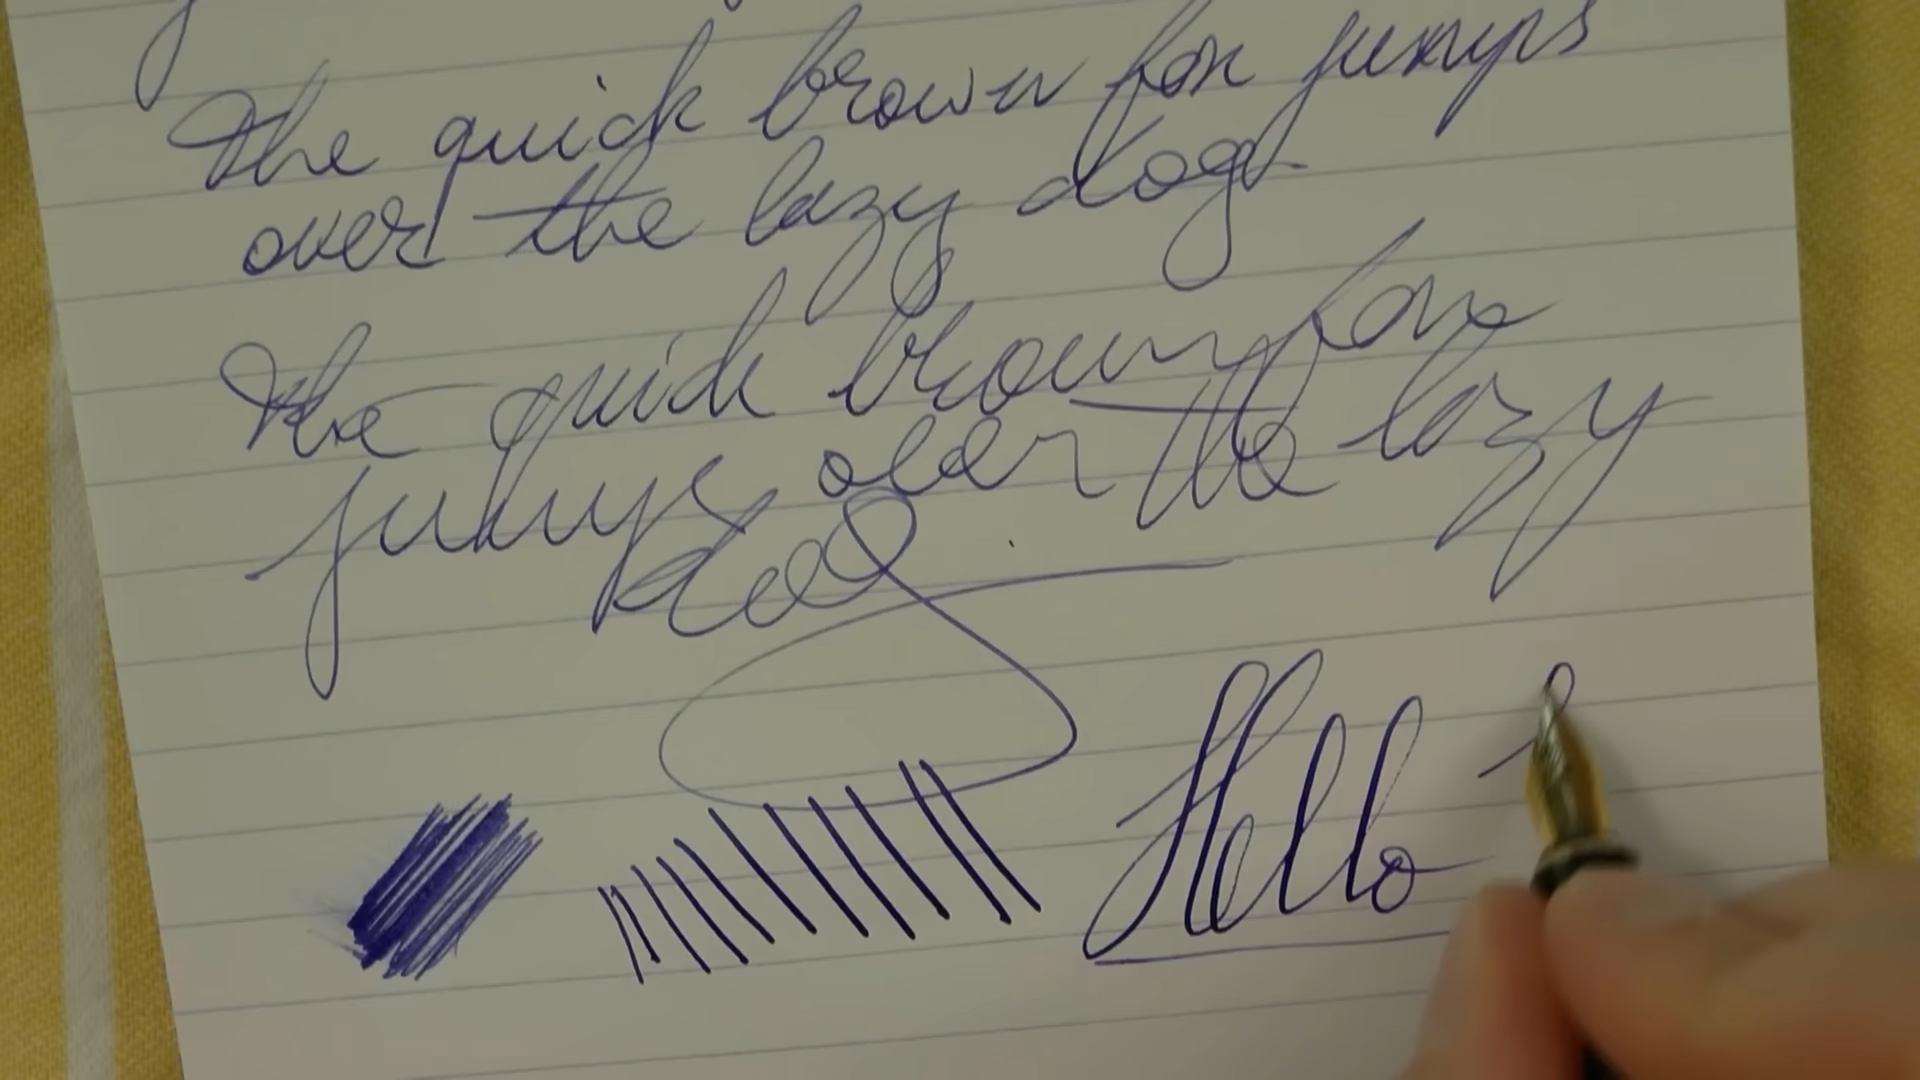 the quick brown fox jumps
over the lazy dog
the quick brown fox
jumps over the lazy
dog
Hello